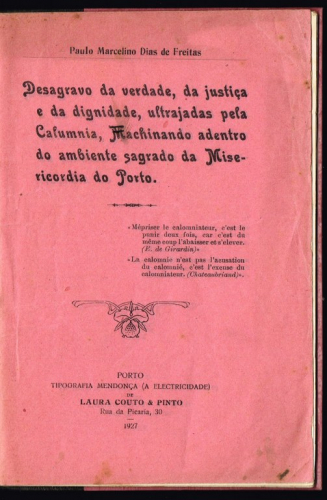 Paulo Marcelino Dias de Freitas
Desagravo da verdade, da justiça
e da dignidade, ultrajadas pela
Calumnia, Machinando adentro
do ambiente sagrado da Mise-
ricordia do Porto.
«Mépriser le calomniateur, c'est le
punir deux fois, car c'est du
même coup l'abaisser et s'elever.
(E. de Girardin)»
«La calomnie n'est pas l'acusation
du calomnié, c'est l'excuse du
calomniateur. (Chateaubriand)».
PORTO
TIPOGRAFIA MENDONÇA (A ELECTRICIDADE)
DE
LAURA COUTO & PINTO
Rua da Picaria, 30
1927